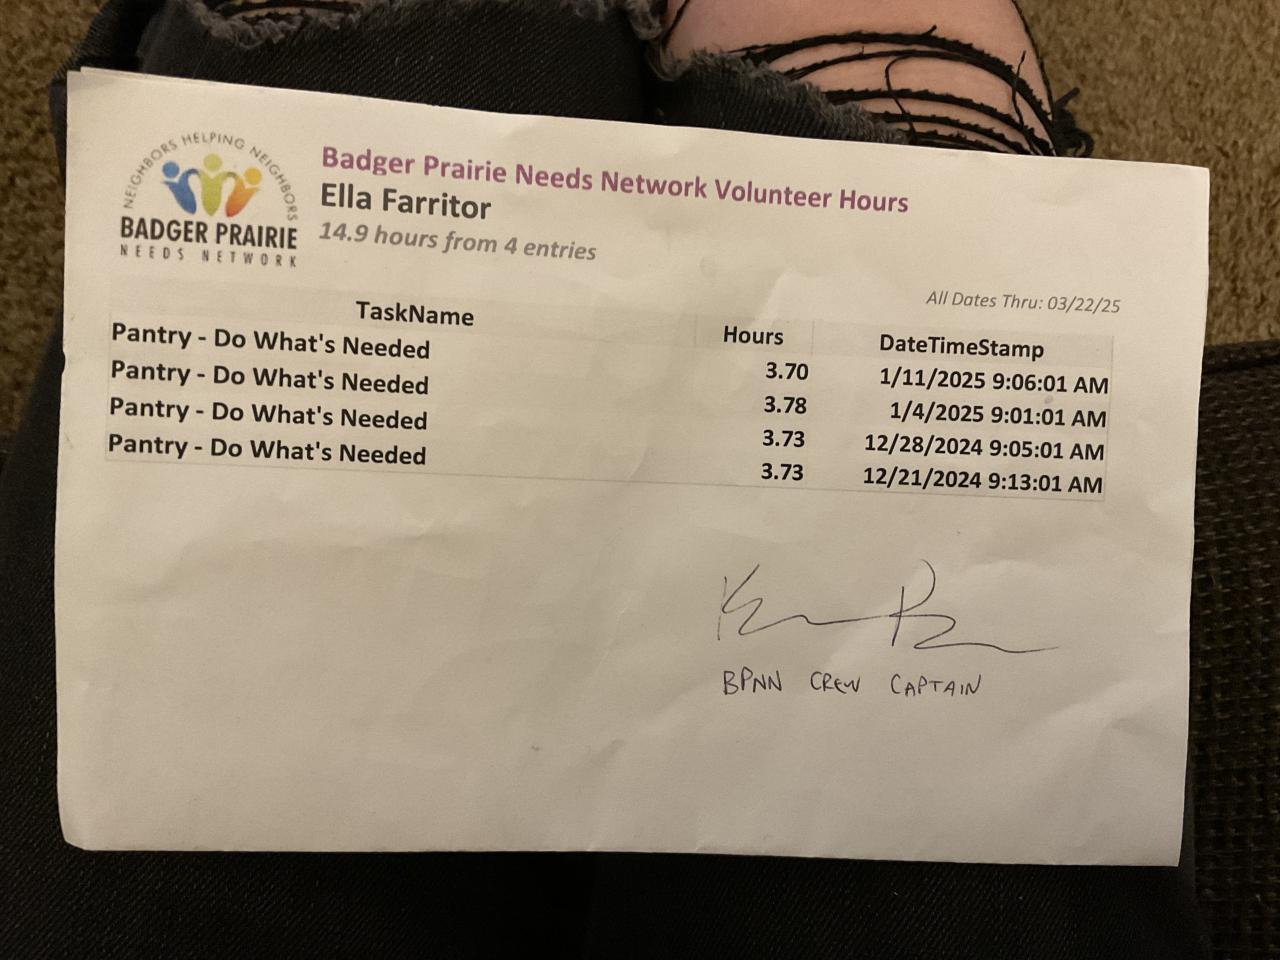 NEIGHBORS HELPING NEIGHBORS
BADGER PRAIRIE
NEEDS NETWORK
Badger Prairie Needs Network Volunteer Hours
Ella Farritor
14.9 hours from 4 entries
All Dates Thru: 03/22/25
TaskName Hours DateTimeStamp
Pantry - Do What's Needed 3.70 1/11/2025 9:06:01 AM
Pantry - Do What's Needed 3.78 1/4/2025 9:01:01 AM
Pantry - Do What's Needed 3.73 12/28/2024 9:05:01 AM
Pantry - Do What's Needed 3.73 12/21/2024 9:13:01 AM
BPNN CREW CAPTAIN